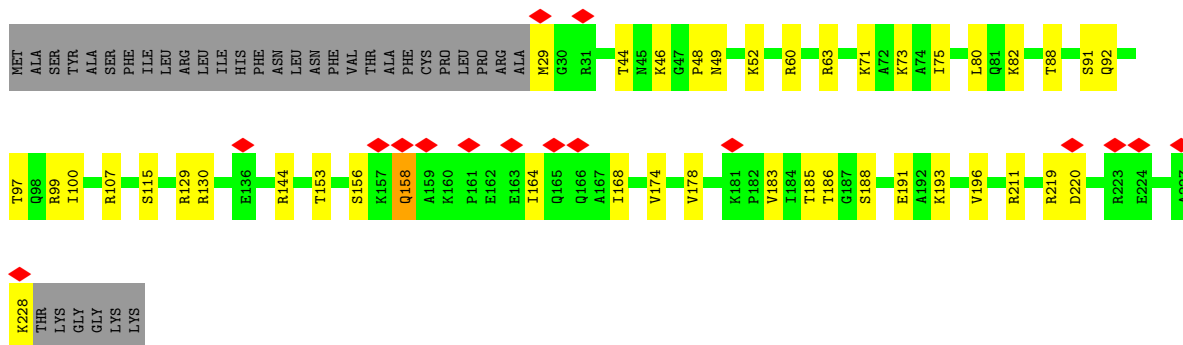 MET ALA SER TYR ALA SER PHE ILE LEU ARG LEU ILE HIS PHE ASN LEU ASN PHE VAL THR ALA PHE CYS PRO LEU PRO ARG ALA M29 G30 R31 T44 N45 K46 G47 P48 N49 K52 R60 R63 K71 A72 K73 A74 I75 L80 Q81 K82 T88 S91 Q92
T97 Q98 R99 I100 R107 S115 R129 R130 E136 R144 T153 S156 K157 Q158 A159 K160 P161 E162 E163 I164 Q165 Q166 A167 I168 V174 V178 K181 P182 V183 I184 T185 T186 G187 S188 E191 A192 K193 V196 R211 R219 D220 R223 E224
K228 THR LYS GLY GLY LYS LYS